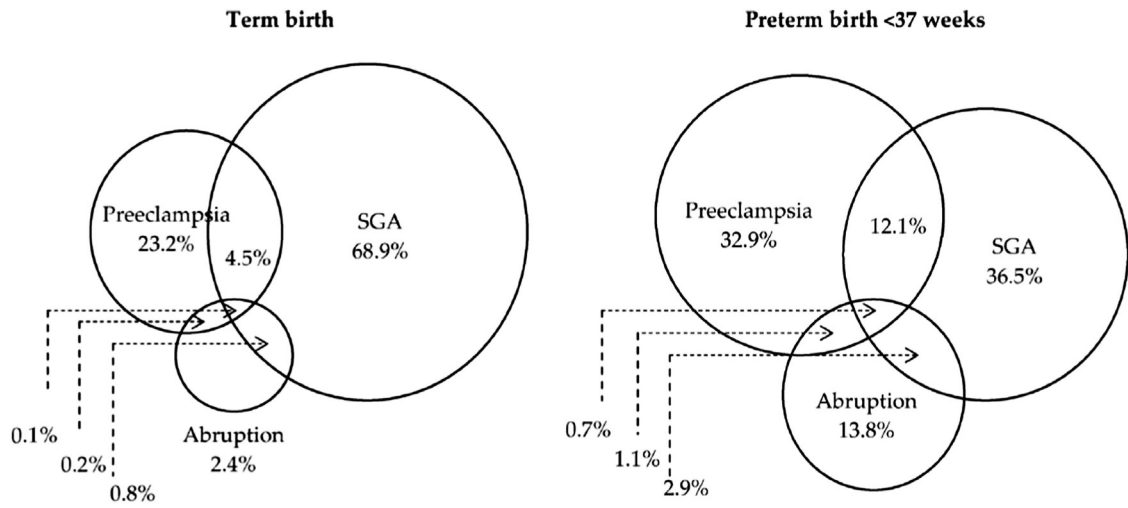 Term birth
Preeclampsia
23.2%
4.5%
SGA
68.9%
0.1%
0.2%
0.8%
Abruption
2.4%
Preterm birth <37 weeks
Preeclampsia
32.9%
12.1%
SGA
36.5%
0.7%
1.1%
2.9%
Abruption
13.8%